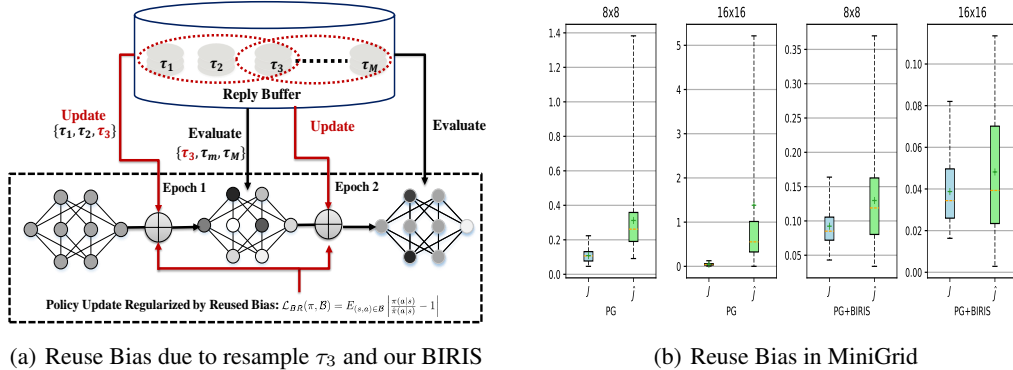 τ1 τ2 τ3 τM
Reply Buffer
Update
{τ1, τ2, τ3}
Evaluate
{τ3, τm, τM}
Update
Evaluate
Epoch 1
Epoch 2
Policy Update Regularized by Reused Bias: ℒBR(π, ℬ) = E(s,a)∈ℬ |π(a|s)/π̂(a|s) − 1|
(a) Reuse Bias due to resample τ3 and our BIRIS
8x8
1.4
1.2
1.0
0.8
0.6
0.4
0.2
0.0
J
Ĵ
PG
16x16
5
4
3
2
1
0
J
Ĵ
PG
8x8
0.35
0.30
0.25
0.20
0.15
0.10
0.05
0.00
J
Ĵ
PG+BIRIS
16x16
0.10
0.08
0.06
0.04
0.02
0.00
J
Ĵ
PG+BIRIS
(b) Reuse Bias in MiniGrid